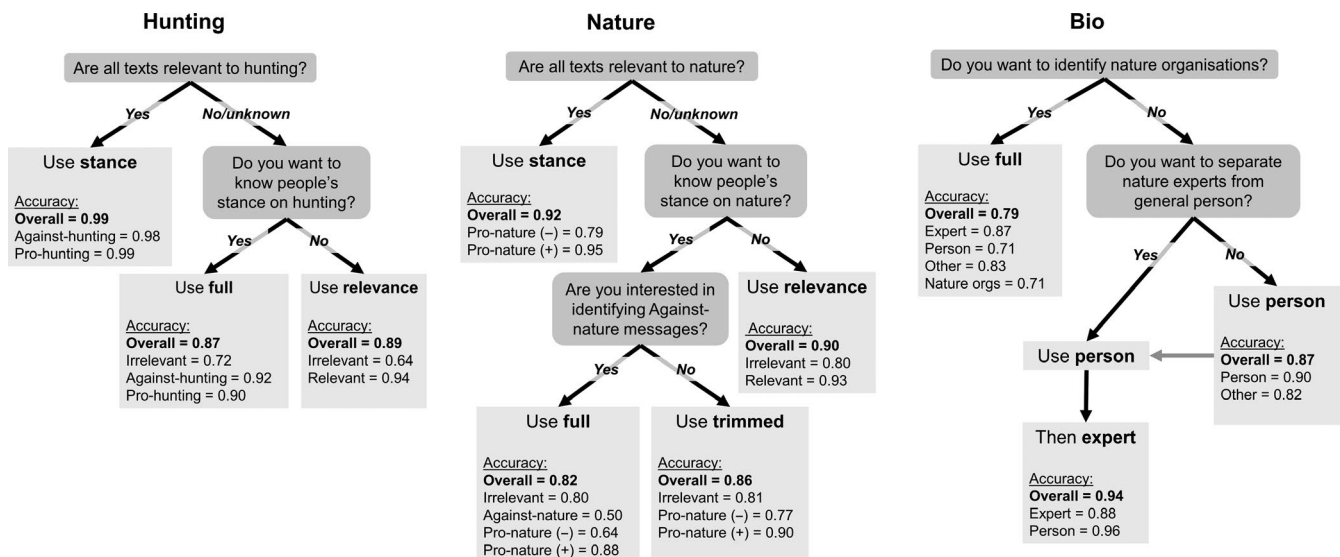 Hunting
Are all texts relevant to hunting?
Yes
No/unknown
Use stance
Accuracy:
Overall = 0.99
Against-hunting = 0.98
Pro-hunting = 0.99
Do you want to
know people's
stance on hunting?
Yes
No
Use full
Accuracy:
Overall = 0.87
Irrelevant = 0.72
Against-hunting = 0.92
Pro-hunting = 0.90
Use relevance
Accuracy:
Overall = 0.89
Irrelevant = 0.64
Relevant = 0.94
Nature
Are all texts relevant to nature?
Yes
No/unknown
Use stance
Accuracy:
Overall = 0.92
Pro-nature (–) = 0.79
Pro-nature (+) = 0.95
Do you want to
know people's
stance on nature?
Yes
No
Are you interested in
identifying Against-
nature messages?
Use relevance
Accuracy:
Overall = 0.90
Irrelevant = 0.80
Relevant = 0.93
Yes
No
Use full
Accuracy:
Overall = 0.82
Irrelevant = 0.80
Against-nature = 0.50
Pro-nature (–) = 0.64
Pro-nature (+) = 0.88
Use trimmed
Accuracy:
Overall = 0.86
Irrelevant = 0.81
Pro-nature (–) = 0.77
Pro-nature (+) = 0.90
Bio
Do you want to identify nature organisations?
Yes
No
Use full
Accuracy:
Overall = 0.79
Expert = 0.87
Person = 0.71
Other = 0.83
Nature orgs = 0.71
Do you want to separate
nature experts from
general person?
Yes
No
Use person
Accuracy:
Overall = 0.87
Person = 0.90
Other = 0.82
Use person
Then expert
Accuracy:
Overall = 0.94
Expert = 0.88
Person = 0.96